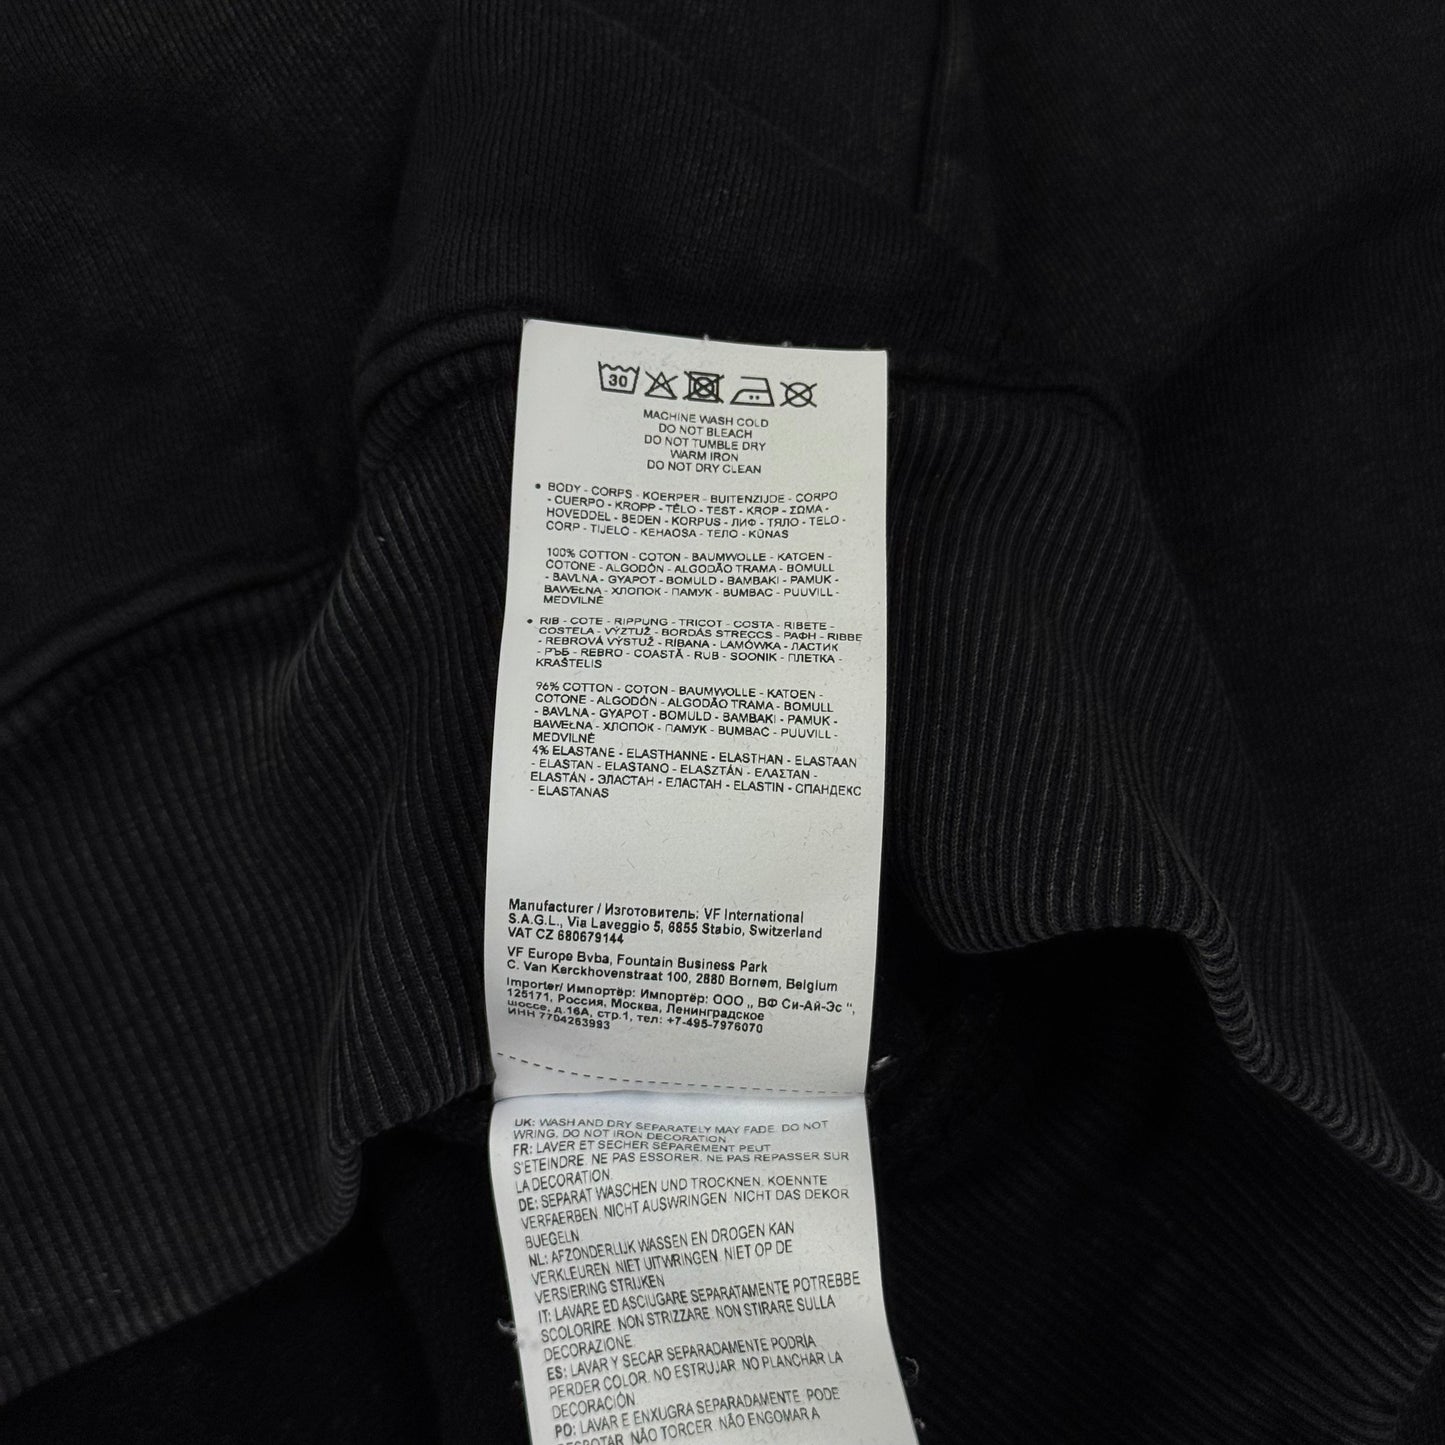 30
MACHINE WASH COLD
DO NOT BLEACH
DO NOT TUMBLE DRY
WARM IRON
DO NOT DRY CLEAN
• BODY - CORPS - KOERPER - BUITENZIJDE - CORPO
- CUERPO - KROPP - TĚLO - TEST - KROP - ΣΩΜΑ -
HOVEDDEL - BEDEN - KORPUS - ЛИФ - ТЯЛО - TELO -
CORP - TIJELO - KEHAOSA - ТЕЛО - KŪNAS
100% COTTON - COTON - BAUMWOLLE - KATOEN -
COTONE - ALGODÓN - ALGODÃO TRAMA - BOMULL
- BAVLNA - GYAPOT - BOMULD - BAMBAKI - PAMUK -
BAWEŁNA - ХЛОПОК - ПАМУК - BUMBAC - PUUVILL -
MEDVILNĖ
• RIB - COTE - RIPPUNG - TRICOT - COSTA - RIBETE -
COSTELA - VÝZTUŽ - BORDÁS STRECCS - РАФН - RIBBE
- REBROVÁ VÝSTUŽ - RIBANA - LAMÓWKA - ЛАСТИК
- РЪБ - REBRO - COASTĂ - RUB - SOONIK - ПЛЕТКА -
KRAŠTELIS
96% COTTON - COTON - BAUMWOLLE - KATOEN -
COTONE - ALGODÓN - ALGODÃO TRAMA - BOMULL
- BAVLNA - GYAPOT - BOMULD - BAMBAKI - PAMUK -
BAWEŁNA - ХЛОПОК - ПАМУК - BUMBAC - PUUVILL -
MEDVILNĖ
4% ELASTANE - ELASTHANNE - ELASTHAN - ELASTAAN
- ELASTAN - ELASTANO - ELASZTÁN - ΕΛΑΣΤΑΝ -
ELASTÁN - ЭЛАСТАН - ЕЛАСТАН - ELASTIN - СПАНДЕКС
- ELASTANAS
Manufacturer / Изготовитель: VF International
S.A.G.L., Via Laveggio 5, 6855 Stabio, Switzerland
VAT CZ 680679144
VF Europe Bvba, Fountain Business Park
C. Van Kerckhovenstraat 100, 2880 Bornem, Belgium
Importer/ Импортёр: Импортёр: ООО „ ВФ Си-Ай-Эс “,
125171, Россия, Москва, Ленинградское
шоссе, д.16А, стр.1, тел: +7-495-7976070
ИНН 7704263993
UK: WASH AND DRY SEPARATELY MAY FADE. DO NOT
WRING, DO NOT IRON DECORATION
FR: LAVER ET SECHER SÉPAREMENT PEUT
S'ETEINDRE. NE PAS ESSORER. NE PAS REPASSER SUR
LA DECORATION.
DE: SEPARAT WASCHEN UND TROCKNEN. KOENNTE
VERFAERBEN. NICHT AUSWRINGEN. NICHT DAS DEKOR
BUEGELN
NL: AFZONDERLIJK WASSEN EN DROGEN KAN
VERKLEUREN. NIET UITWRINGEN. NIET OP DE
VERSIERING STRIJKEN
IT: LAVARE ED ASCIUGARE SEPARATAMENTE POTREBBE
SCOLORIRE. NON STRIZZARE. NON STIRARE SULLA
DECORAZIONE.
ES: LAVAR Y SECAR SEPARADAMENTE PODRÍA
PERDER COLOR. NO ESTRUJAR. NO PLANCHAR LA
DECORACIÓN
PO: LAVAR E ENXUGRA SEPARADAMENTE. PODE
DESBOTAR. NÃO TORCER. NÃO ENGOMAR A